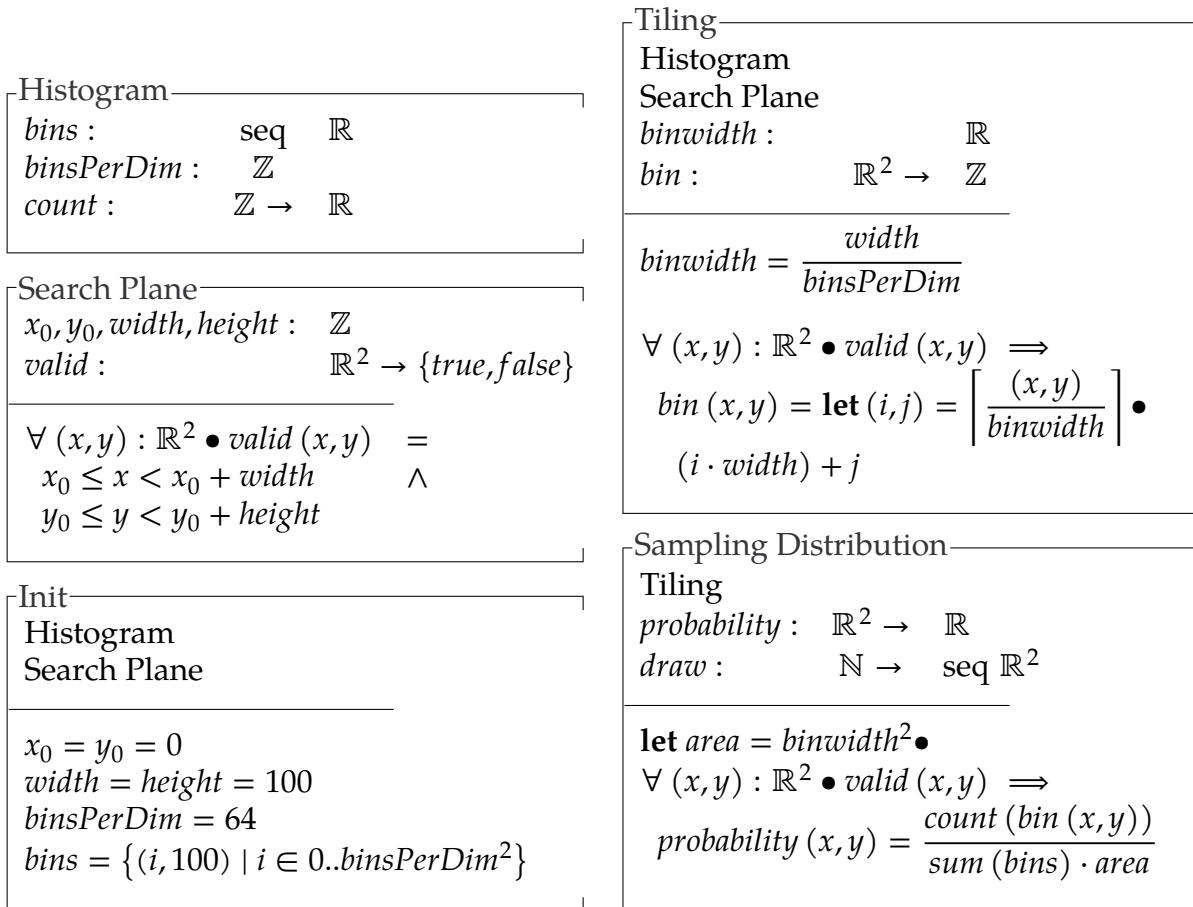 Histogram
bins : seq ℝ
binsPerDim : ℤ
count : ℤ → ℝ
Search Plane
x₀, y₀, width, height : ℤ
valid : ℝ² → {true, false}
∀ (x, y) : ℝ² • valid (x, y) =
x₀ ≤ x < x₀ + width ∧
y₀ ≤ y < y₀ + height
Init
Histogram
Search Plane
x₀ = y₀ = 0
width = height = 100
binsPerDim = 64
bins = {(i, 100) | i ∈ 0..binsPerDim²}
Tiling
Histogram
Search Plane
binwidth : ℝ
bin : ℝ² → ℤ
binwidth = width / binsPerDim
∀ (x, y) : ℝ² • valid (x, y) ⟹
bin (x, y) = let (i, j) = ⌈(x, y) / binwidth⌉ •
(i · width) + j
Sampling Distribution
Tiling
probability : ℝ² → ℝ
draw : ℕ → seq ℝ²
let area = binwidth² •
∀ (x, y) : ℝ² • valid (x, y) ⟹
probability (x, y) = count (bin (x, y)) / sum (bins) · area